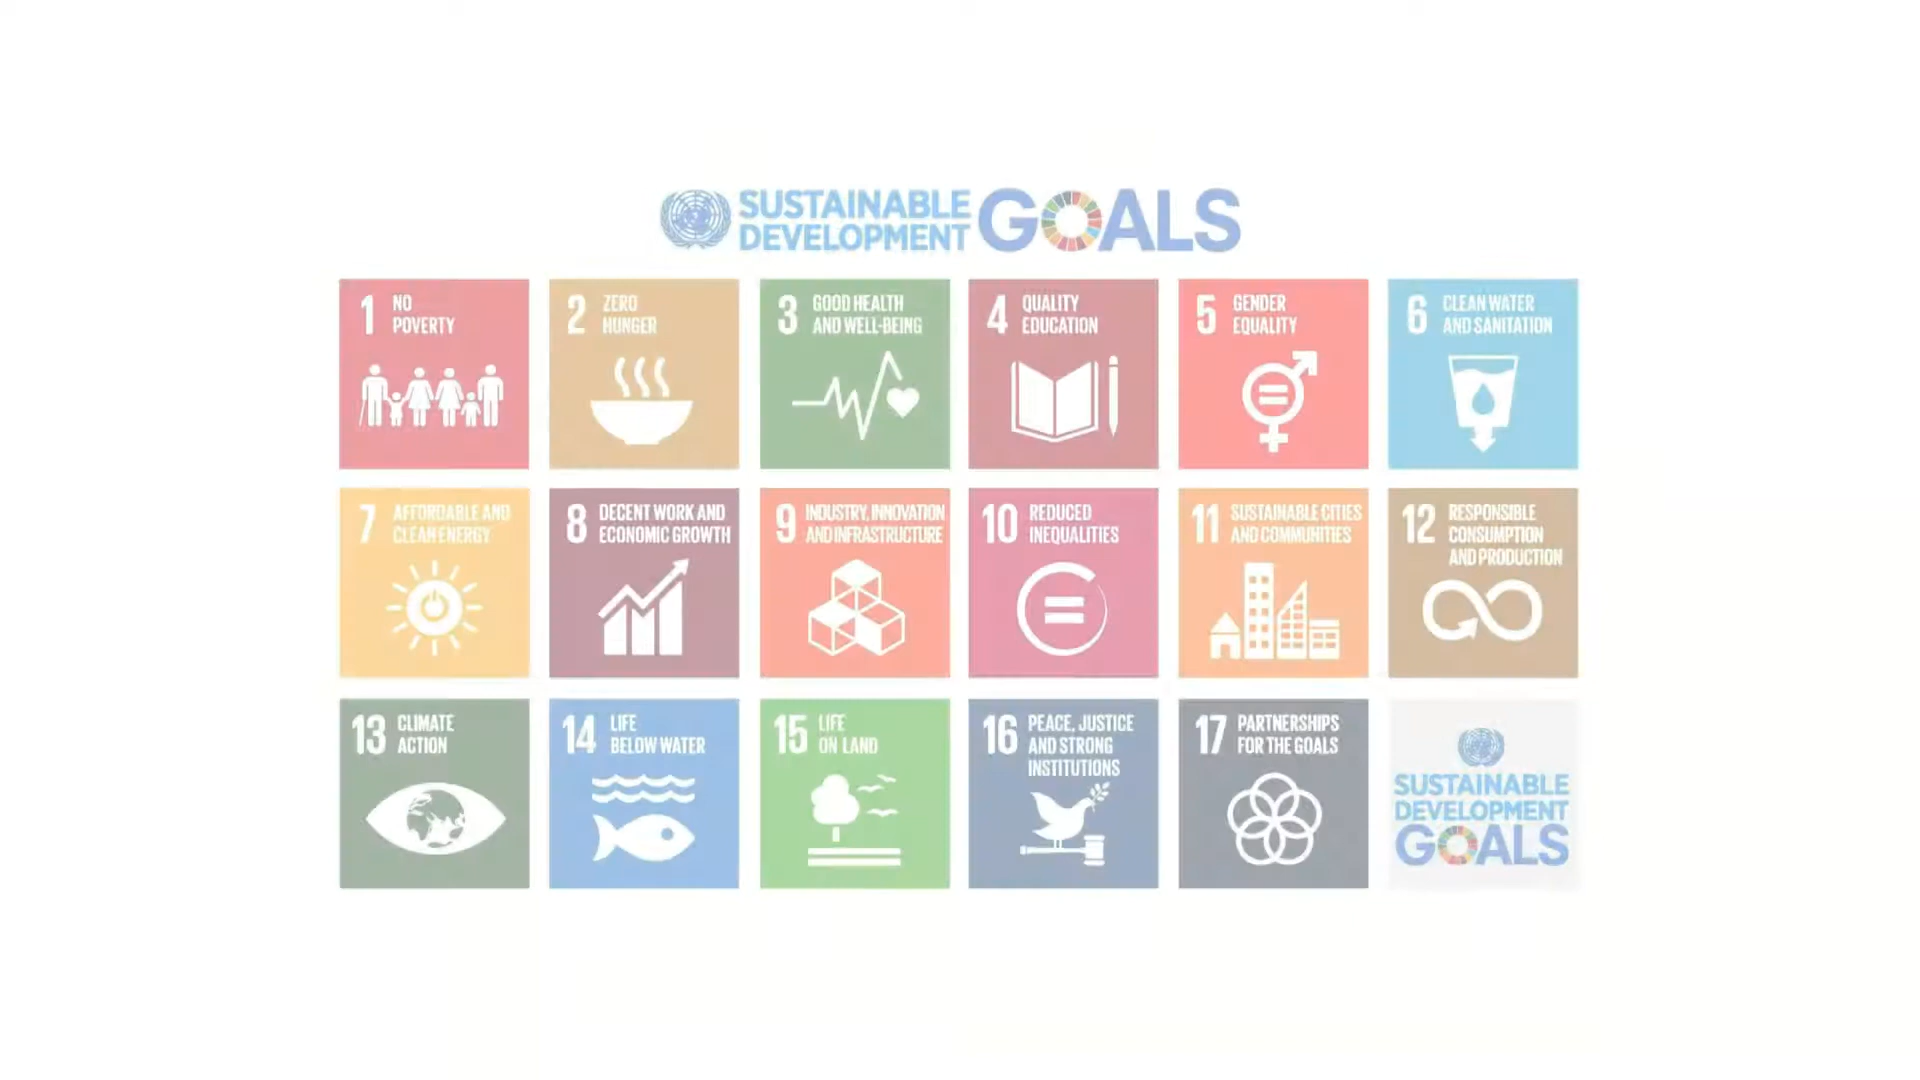 SUSTAINABLE
DEVELOPMENT
GOALS
1 NO
POVERTY
2 ZERO
HUNGER
3 GOOD HEALTH
AND WELL-BEING
4 QUALITY
EDUCATION
5 GENDER
EQUALITY
6 CLEAN WATER
AND SANITATION
7 AFFORDABLE AND
CLEAN ENERGY
8 DECENT WORK AND
ECONOMIC GROWTH
9 INDUSTRY, INNOVATION
AND INFRASTRUCTURE
10 REDUCED
INEQUALITIES
11 SUSTAINABLE CITIES
AND COMMUNITIES
12 RESPONSIBLE
CONSUMPTION
AND PRODUCTION
13 CLIMATE
ACTION
14 LIFE
BELOW WATER
15 LIFE
ON LAND
16 PEACE, JUSTICE
AND STRONG
INSTITUTIONS
17 PARTNERSHIPS
FOR THE GOALS
SUSTAINABLE
DEVELOPMENT
GOALS